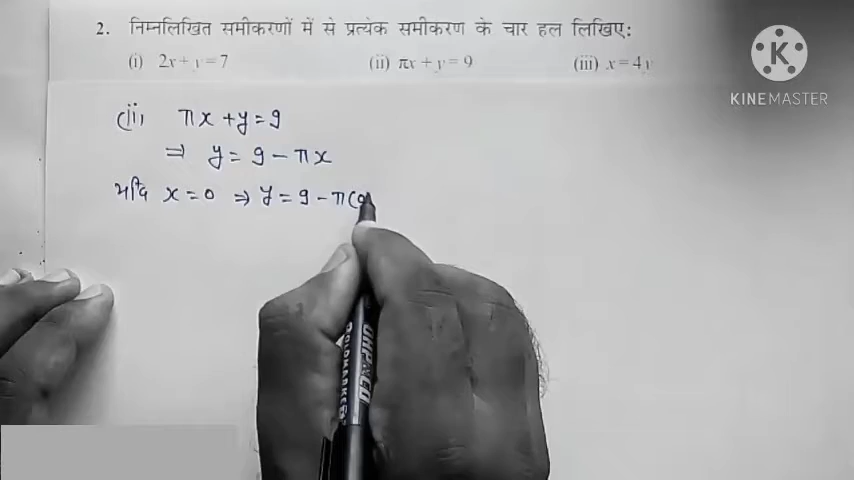 2. निम्नलिखित समीकरणों में से प्रत्येक समीकरण के चार हल लिखिए:
(i) 2x + y = 7 (ii) πx + y = 9 (iii) x = 4y
KINEMASTER
(ii) πx + y = 9
⇒ y = 9 - πx
यदि x = 0 ⇒ y = 9 - π(0